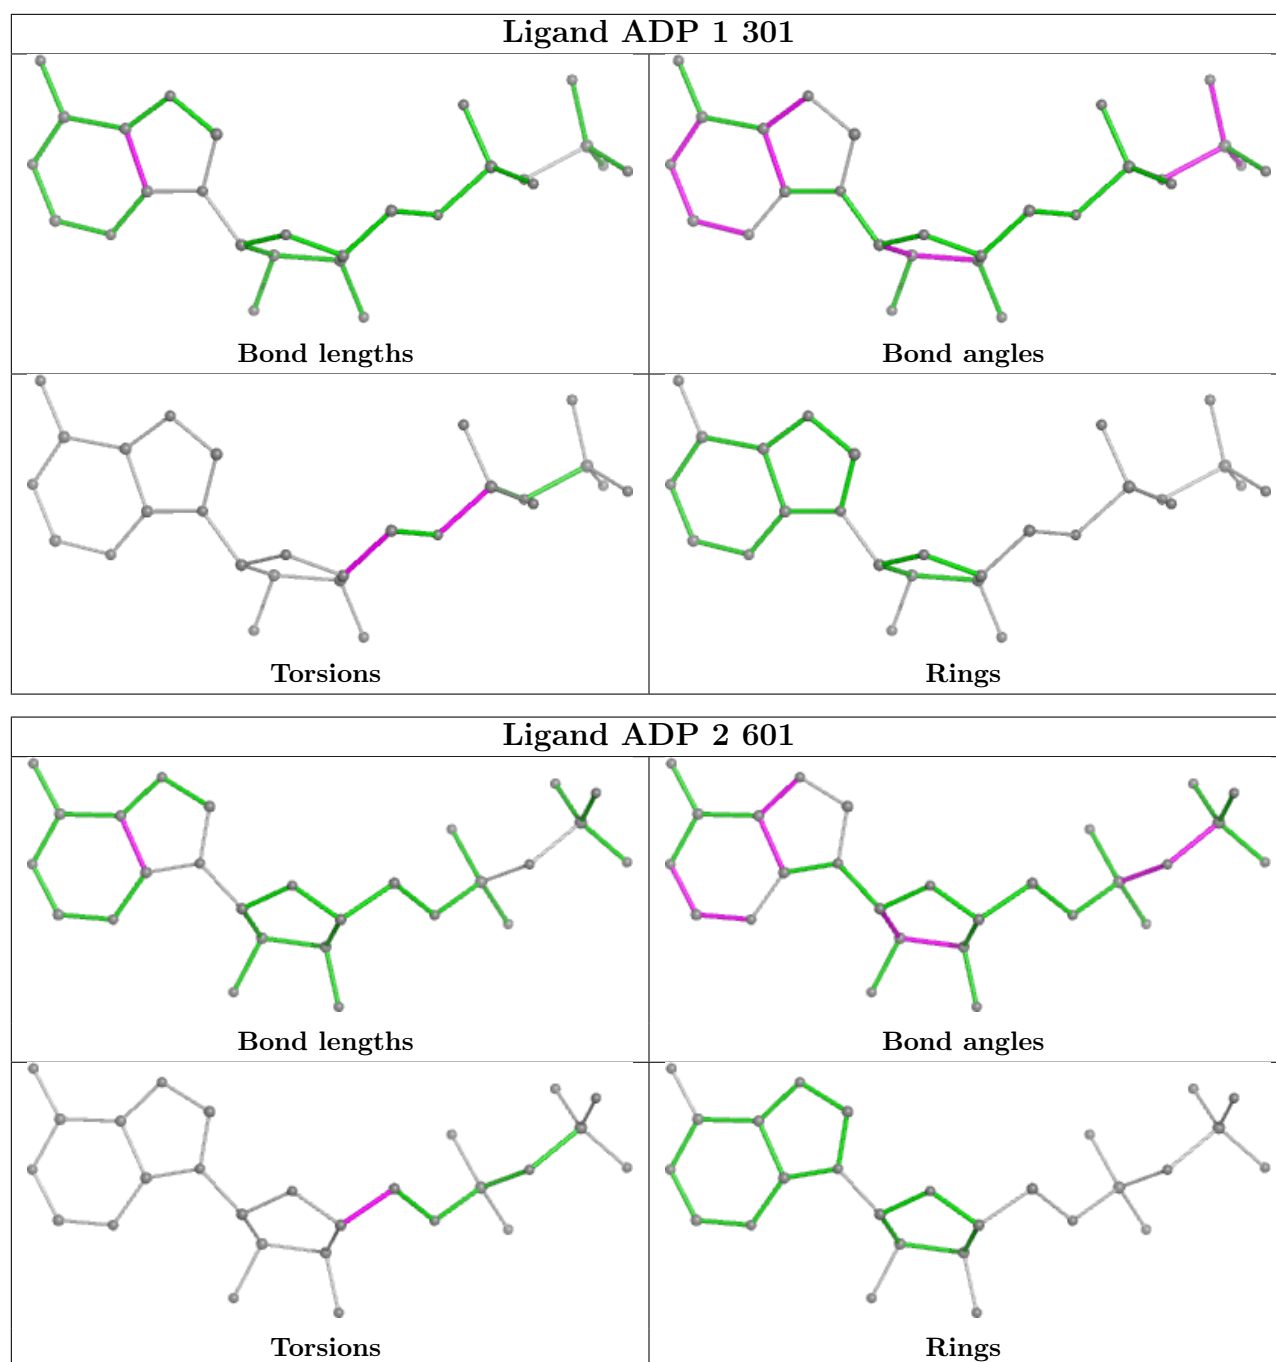 Ligand ADP 1 301
Bond lengths
Bond angles
Torsions
Rings
Ligand ADP 2 601
Bond lengths
Bond angles
Torsions
Rings